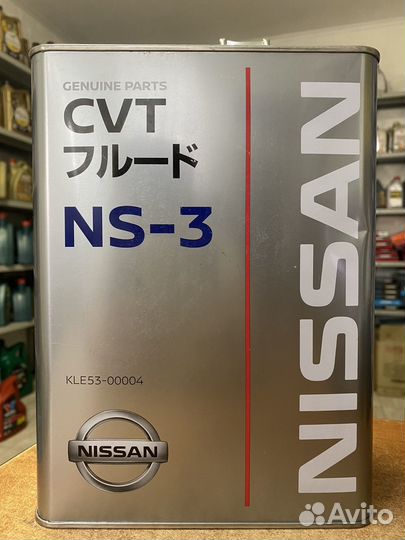 GENUINE PARTS
CVT
フルード
NS-3
KLE53-00004
NISSAN
NISSAN
Avito